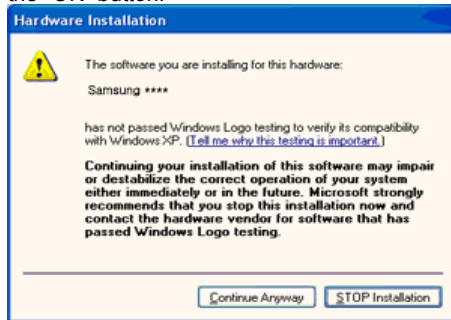 Hardware Installation
The software you are installing for this hardware:
Samsung ****
has not passed Windows Logo testing to verify its compatibility
with Windows XP. (Tell me why this testing is important.)
Continuing your installation of this software may impair
or destabilize the correct operation of your system
either immediately or in the future. Microsoft strongly
recommends that you stop this installation now and
contact the hardware vendor for software that has
passed Windows Logo testing.
Continue Anyway
STOP Installation